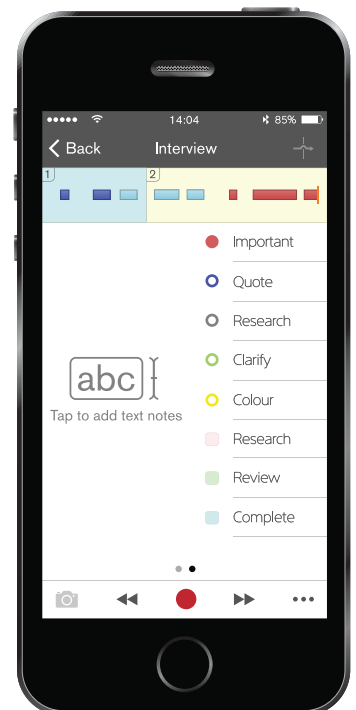 14:04
85%
Back
Interview
1
2
Important
Quote
Research
Clarify
Colour
Research
Review
Complete
abc
Tap to add text notes